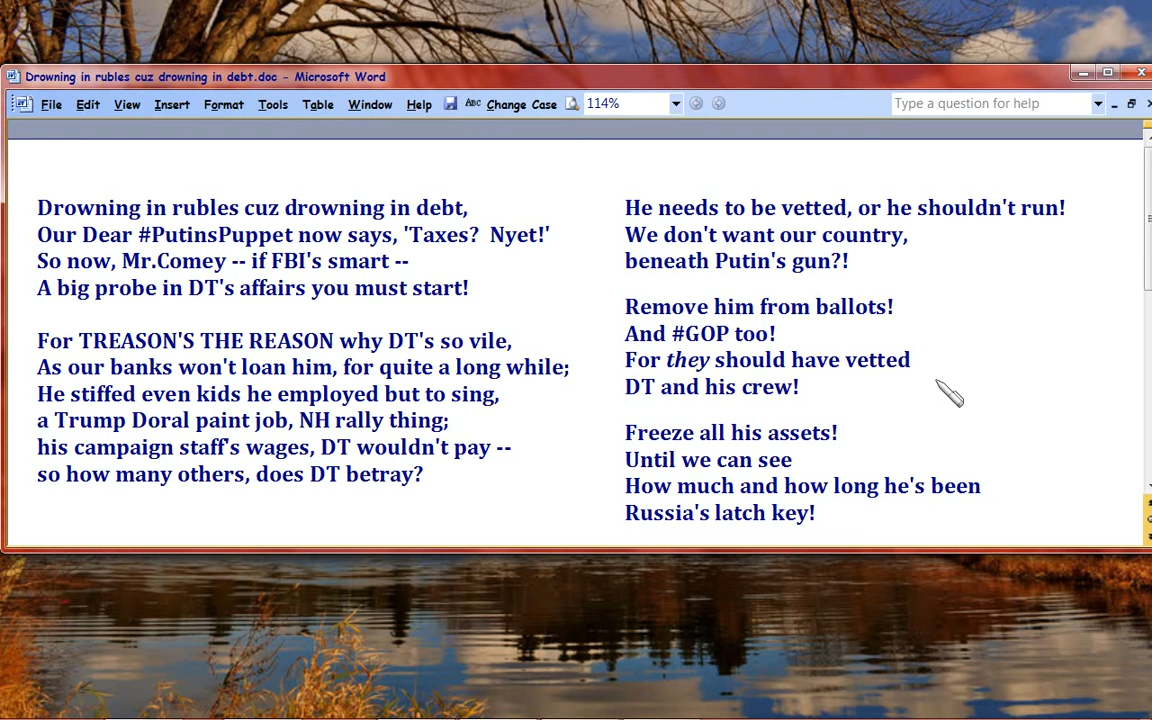 Drowning in rubles cuz drowning in debt.doc - Microsoft Word
File Edit View Insert Format Tools Table Window Help Abc Change Case 114% Type a question for help
Drowning in rubles cuz drowning in debt,
Our Dear #PutinsPuppet now says, 'Taxes?  Nyet!'
So now, Mr.Comey -- if FBI's smart --
A big probe in DT's affairs you must start!
For TREASON'S THE REASON why DT's so vile,
As our banks won't loan him, for quite a long while;
He stiffed even kids he employed but to sing,
a Trump Doral paint job, NH rally thing;
his campaign staff's wages, DT wouldn't pay --
so how many others, does DT betray?
He needs to be vetted, or he shouldn't run!
We don't want our country,
beneath Putin's gun?!
Remove him from ballots!
And #GOP too!
For they should have vetted
DT and his crew!
Freeze all his assets!
Until we can see
How much and how long he's been
Russia's latch key!